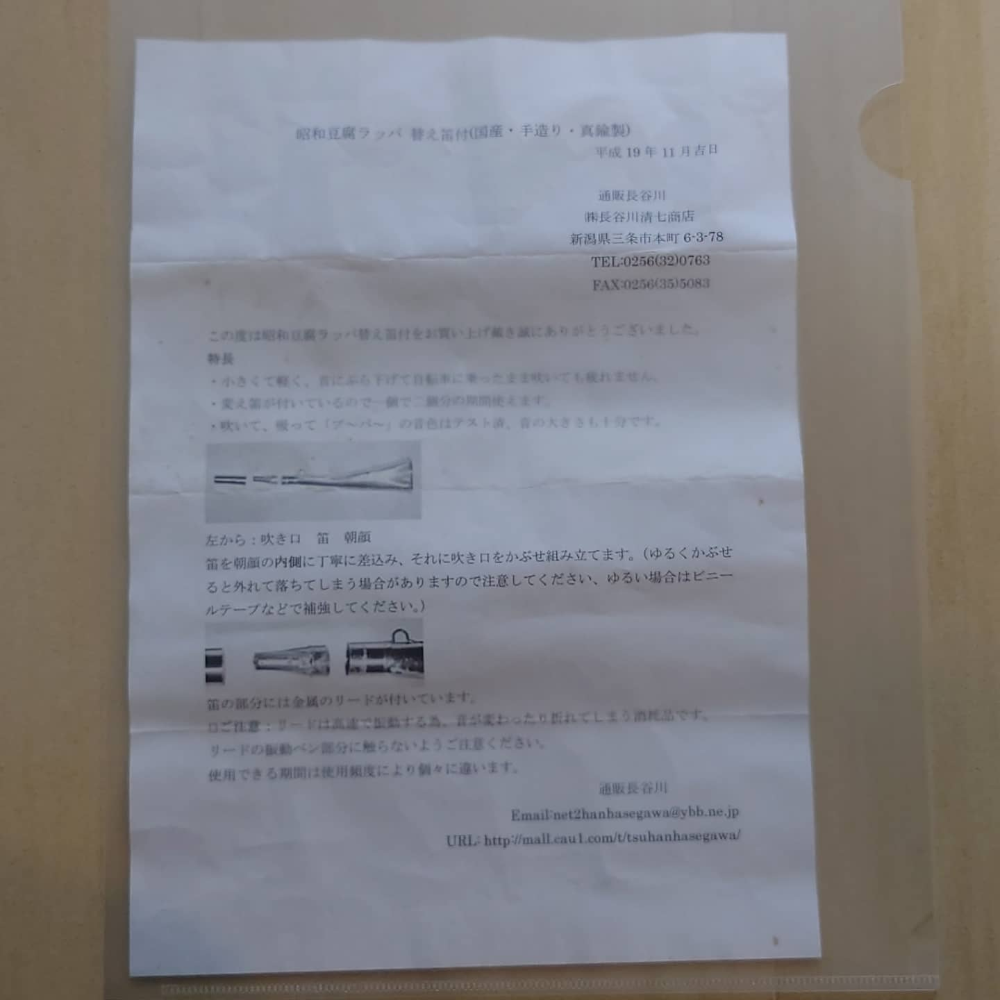 昭和豆腐ラッパ 替え笛付(国産・手造り・真鍮製)
平成 19 年 11 月吉日
通販長谷川
㈱長谷川清七商店
新潟県三条市本町 6-3-78
TEL:0256(32)0763
FAX:0256(35)5083
この度は昭和豆腐ラッパ替え笛付をお買い上げ戴き誠にありがとうございました。
特長
・小さくて軽く、首にぶら下げて自転車に乗ったまま吹いても疲れません。
・変え笛が付いているので一個で二個分の期間使えます。
・吹いて、吸って「プ〜パ〜」の音色はテスト済、音の大きさも十分です。
左から：吹き口　笛　朝顔
笛を朝顔の内側に丁寧に差込み、それに吹き口をかぶせ組み立てます。（ゆるくかぶせ
ると外れて落ちてしまう場合がありますので注意してください、ゆるい場合はビニー
ルテープなどで補強してください。）
笛の部分には金属のリードが付いています。
□ご注意：リードは高速で振動する為、音が変わったり折れてしまう消耗品です。
リードの振動ベン部分に触らないようご注意ください。
使用できる期間は使用頻度により個々に違います。
通販長谷川
Email:net2hanhasegawa@ybb.ne.jp
URL: http://mall.cau1.com/t/tsuhanhasegawa/